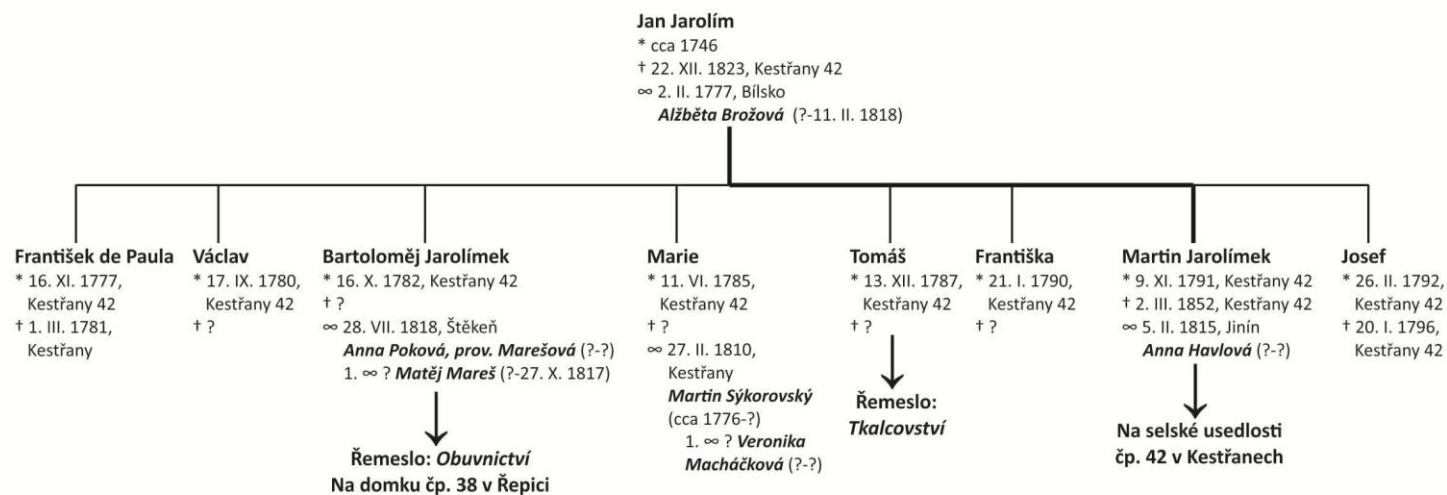 Jan Jarolím
* cca 1746
† 22. XII. 1823, Kestřany 42
∞ 2. II. 1777, Bílsko
Alžběta Brožová (?-11. II. 1818)
František de Paula
* 16. XI. 1777,
Kestřany 42
† 1. III. 1781,
Kestřany
Václav
* 17. IX. 1780,
Kestřany 42
† ?
Bartoloměj Jarolímek
* 16. X. 1782, Kestřany 42
† ?
∞ 28. VII. 1818, Štěkeň
Anna Poková, prov. Marešová (?-?)
1. ∞ ? Matěj Mareš (?-27. X. 1817)
Řemeslo: Obuvnictví
Na domku čp. 38 v Řepici
Marie
* 11. VI. 1785,
Kestřany 42
† ?
∞ 27. II. 1810,
Kestřany
Martin Sýkorovský
(cca 1776-?)
1. ∞ ? Veronika
Macháčková (?-?)
Tomáš
* 13. XII. 1787,
Kestřany 42
† ?
Řemeslo:
Tkalcovství
Františka
* 21. I. 1790,
Kestřany 42
† ?
Martin Jarolímek
* 9. XI. 1791, Kestřany 42
† 2. III. 1852, Kestřany 42
∞ 5. II. 1815, Jinín
Anna Havlová (?-?)
Na selské usedlosti
čp. 42 v Kestřanech
Josef
* 26. II. 1792,
Kestřany 42
† 20. I. 1796,
Kestřany 42